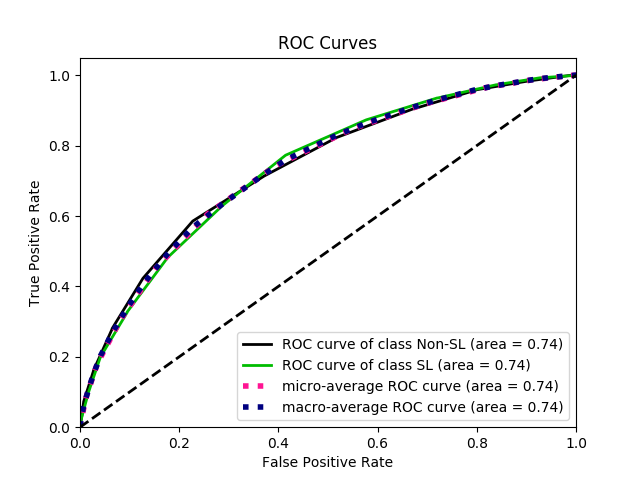 ROC Curves
1.0
0.8
0.6
0.4
0.2
0.0
True Positive Rate
ROC curve of class Non-SL (area = 0.74)
ROC curve of class SL (area = 0.74)
micro-average ROC curve (area = 0.74)
macro-average ROC curve (area = 0.74)
0.0 0.2 0.4 0.6 0.8 1.0
False Positive Rate